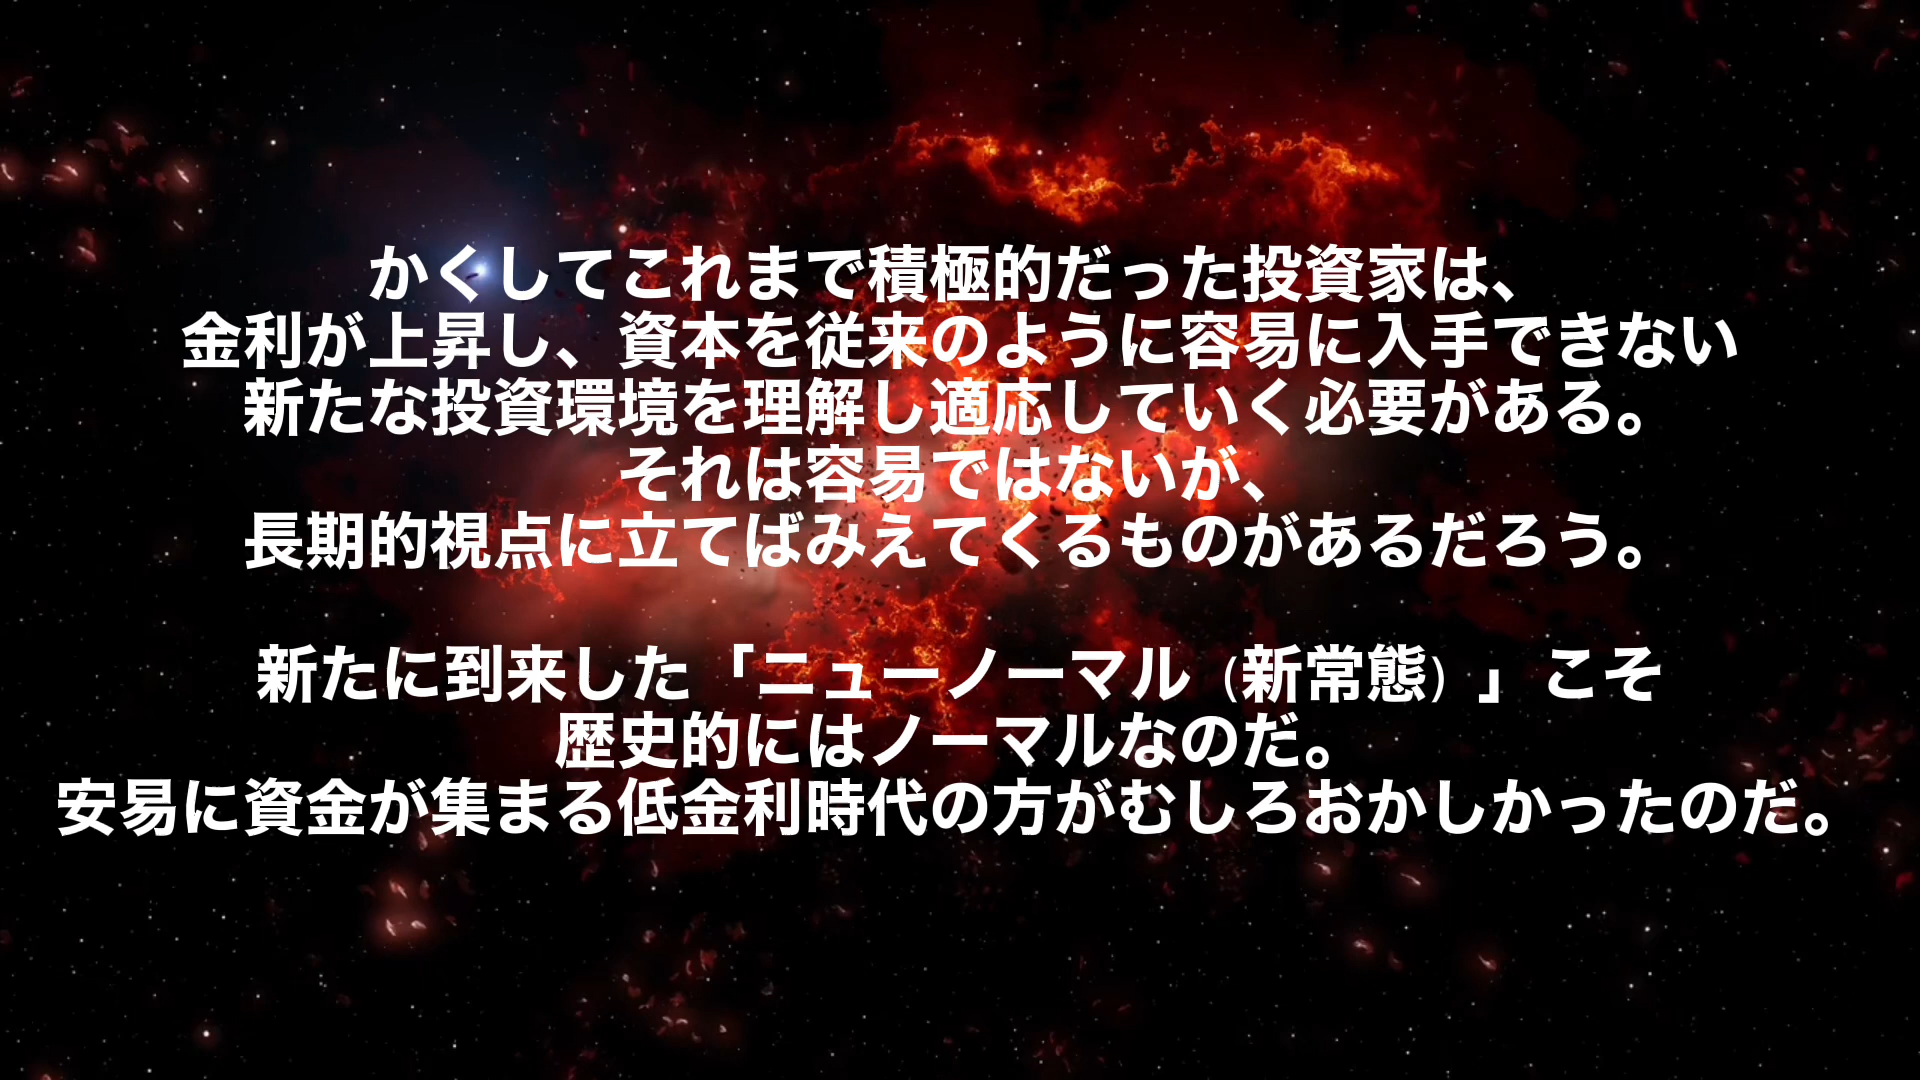 かくしてこれまで積極的だった投資家は、
金利が上昇し、資本を従来のように容易に入手できない
新たな投資環境を理解し適応していく必要がある。
それは容易ではないが、
長期的視点に立てばみえてくるものがあるだろう。
新たに到来した「ニューノーマル（新常態）」こそ
歴史的にはノーマルなのだ。
安易に資金が集まる低金利時代の方がむしろおかしかったのだ。